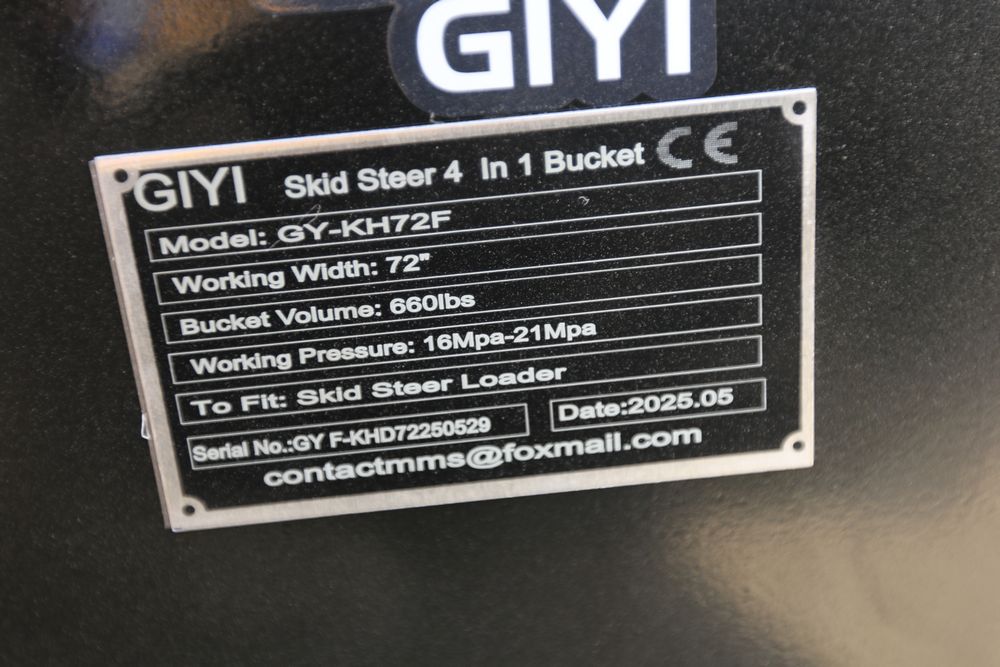 GIYI
GIYI Skid Steer 4 In 1 Bucket CE
Model: GY-KH72F
Working Width: 72"
Bucket Volume: 660lbs
Working Pressure: 16Mpa-21Mpa
To Fit: Skid Steer Loader
Serial No.:GY F-KHD72250529 Date:2025.05
contactmms@foxmail.com